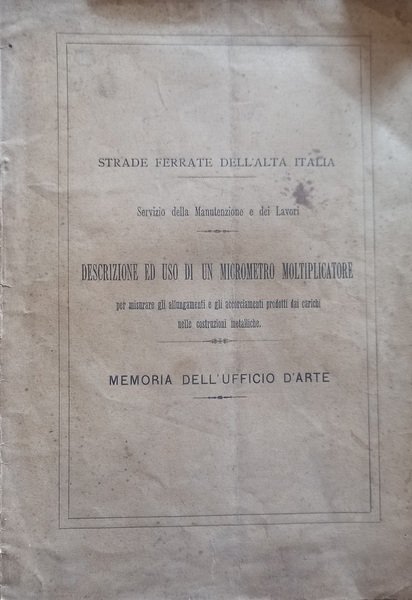 STRADE FERRATE DELL'ALTA ITALIA
Servizio della Manutenzione e dei Lavori
DESCRIZIONE ED USO DI UN MICROMETRO MOLTIPLICATORE
per misurare gli allungamenti e gli accorciamenti prodotti dai carichi
nelle costruzioni metalliche.
MEMORIA DELL'UFFICIO D'ARTE